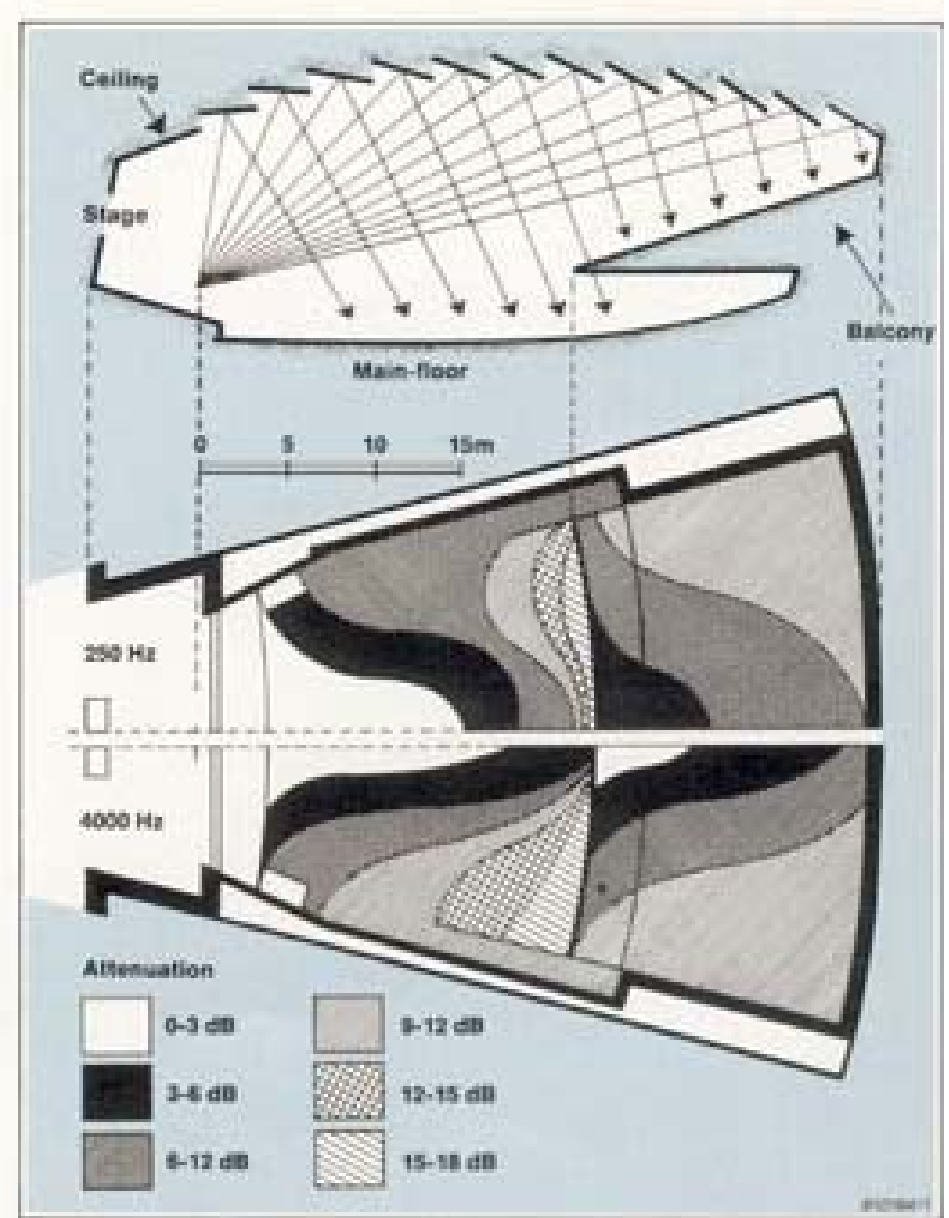 Ceiling
Stage
Balcony
Main-floor
0 5 10 15m
250 Hz
4000 Hz
Attenuation
0-3 dB 9-12 dB
3-6 dB 12-15 dB
6-12 dB 15-18 dB